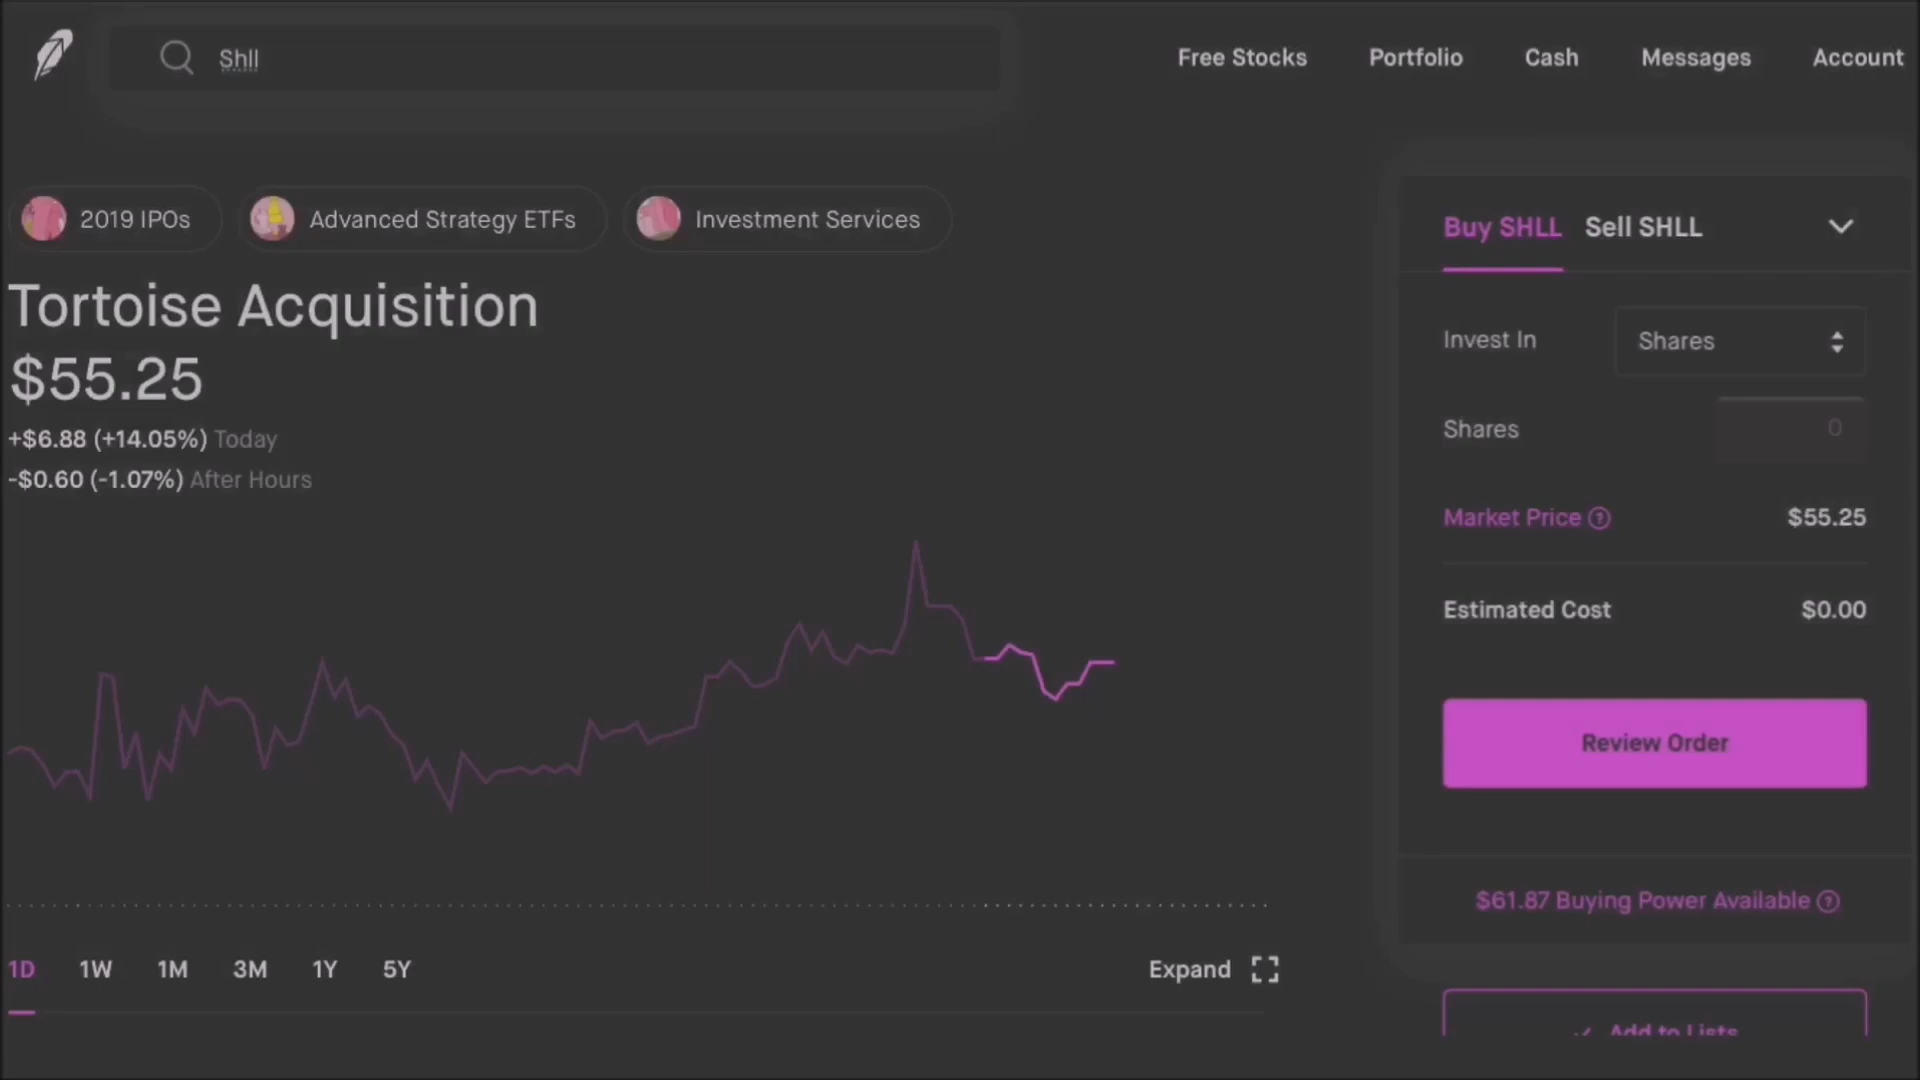 Shll
Free Stocks Portfolio Cash Messages Account
2019 IPOs Advanced Strategy ETFs Investment Services
Tortoise Acquisition
$55.25
+$6.88 (+14.05%) Today
-$0.60 (-1.07%) After Hours
1D 1W 1M 3M 1Y 5Y
Expand
Buy SHLL Sell SHLL
Invest In Shares
Shares 0
Market Price $55.25
Estimated Cost $0.00
Review Order
$61.87 Buying Power Available
Add to Lists